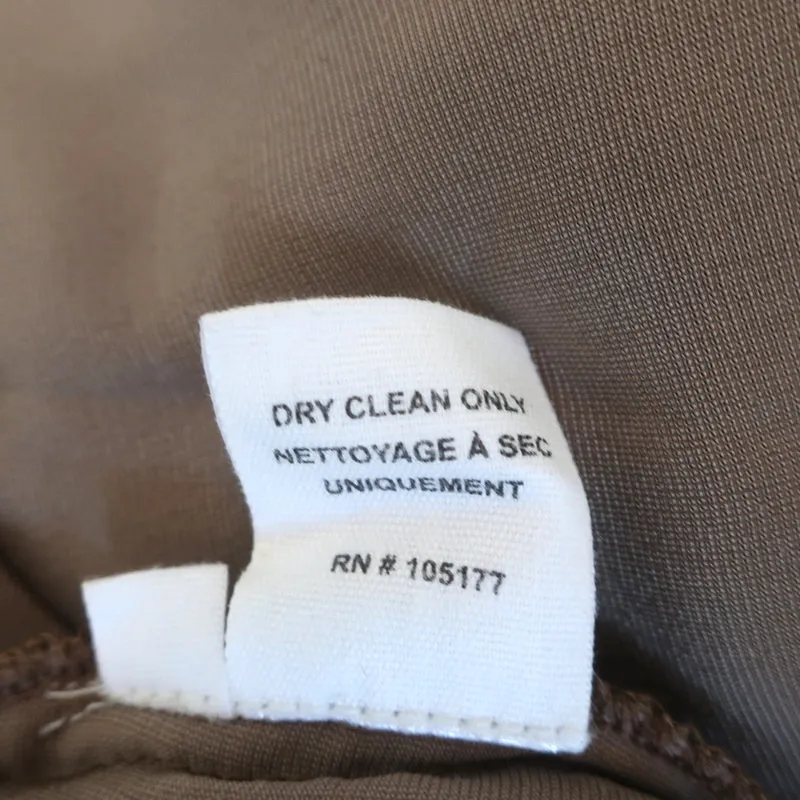 DRY CLEAN ONLY
NETTOYAGE À SEC
UNIQUEMENT
RN # 105177